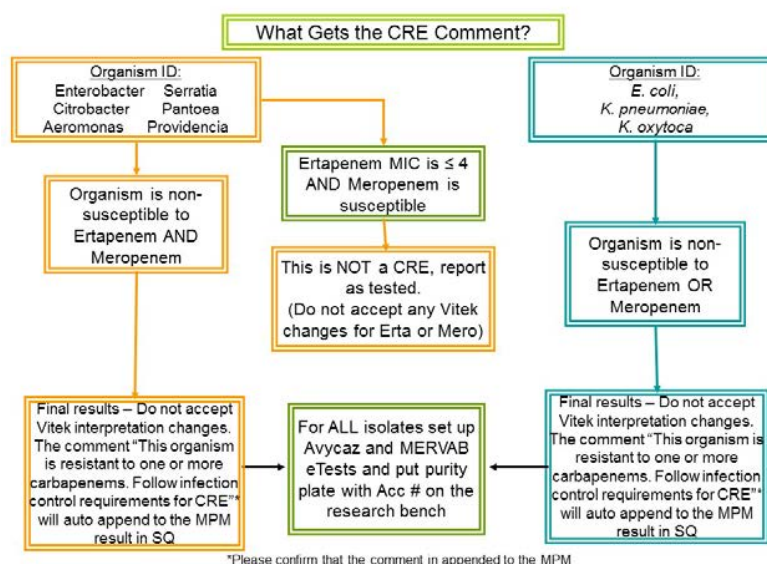 What Gets the CRE Comment?
Organism ID:
Enterobacter Serratia
Citrobacter Pantoea
Aeromonas Providencia
Organism ID:
E. coli,
K. pneumoniae,
K. oxytoca
Ertapenem MIC is ≤ 4
AND Meropenem is
susceptible
Organism is non-
susceptible to
Ertapenem AND
Meropenem
This is NOT a CRE, report
as tested.
(Do not accept any Vitek
changes for Erta or Mero)
Organism is non-
susceptible to
Ertapenem OR
Meropenem
Final results – Do not accept
Vitek interpretation changes.
The comment “This organism
is resistant to one or more
carbapenems. Follow infection
control requirements for CRE”*
will auto append to the MPM
result in SQ
For ALL isolates set up
Avycaz and MERVAB
eTests and put purity
plate with Acc # on the
research bench
Final results – Do not accept
Vitek interpretation changes.
The comment “This organism is
resistant to one or more
carbapenems. Follow infection
control requirements for CRE”*
will auto append to the MPM
result in SQ
*Please confirm that the comment in appended to the MPM